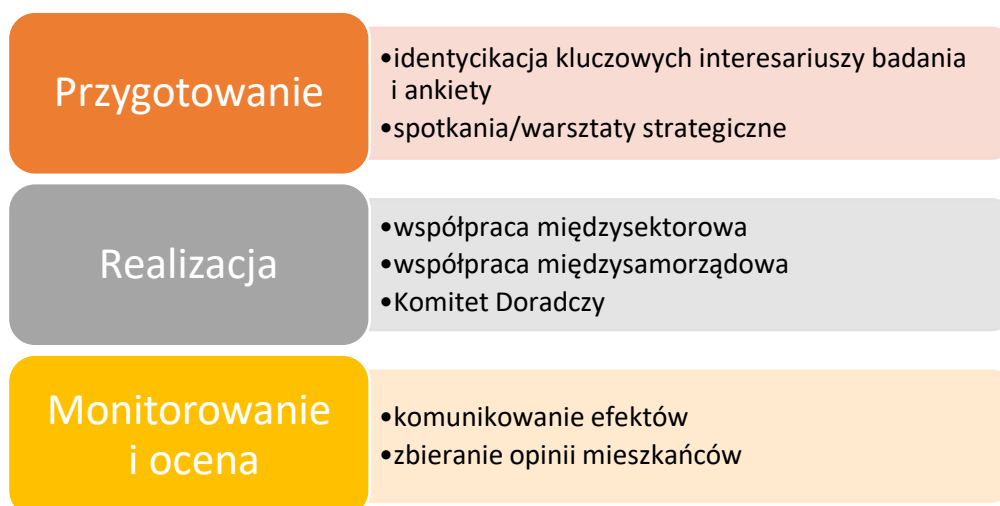 Przygotowanie
•identycikacja kluczowych interesariuszy badania
i ankiety
•spotkania/warsztaty strategiczne
Realizacja
•współpraca międzysektorowa
•współpraca międzysamorządowa
•Komitet Doradczy
Monitorowanie
i ocena
•komunikowanie efektów
•zbieranie opinii mieszkańców